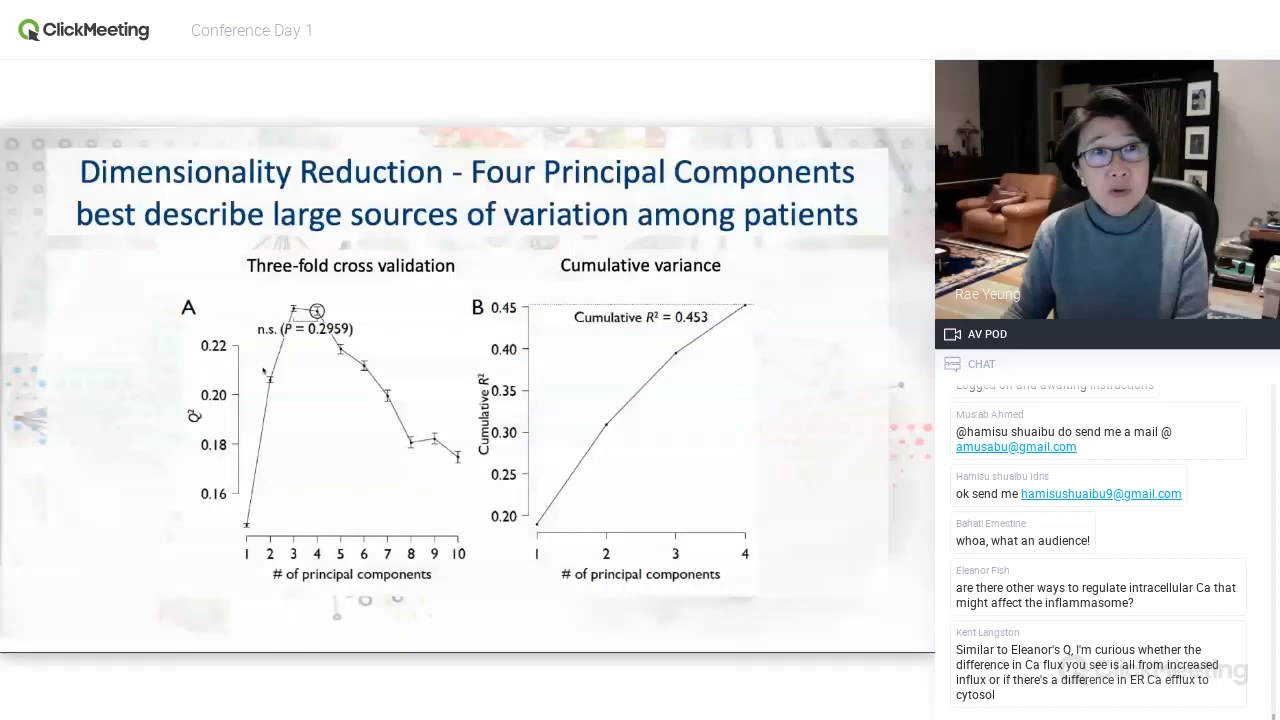 ClickMeeting
Conference Day 1
Dimensionality Reduction - Four Principal Components
best describe large sources of variation among patients
Three-fold cross validation
A
n.s. (P = 0.2959)
0.22
0.20
0.18
0.16
Q²
1 2 3 4 5 6 7 8 9 10
# of principal components
Cumulative variance
B
Cumulative R² = 0.453
0.45
0.40
0.35
0.30
0.25
0.20
Cumulative R²
1 2 3 4
# of principal components
Rae Yeung
AV POD
CHAT
Logged on and awaiting instructions
Mus'ab Ahmed
@hamisu shuaibu do send me a mail @
amusabu@gmail.com
Hamisu shuaibu Idris
ok send me hamisushuaibu9@gmail.com
Bahati Ernestine
whoa, what an audience!
Eleanor Fish
are there other ways to regulate intracellular Ca that
might affect the inflammasome?
Kent Langston
Similar to Eleanor's Q, I'm curious whether the
difference in Ca flux you see is all from increased
influx or if there's a difference in ER Ca efflux to
cytosol
ClickMeeting